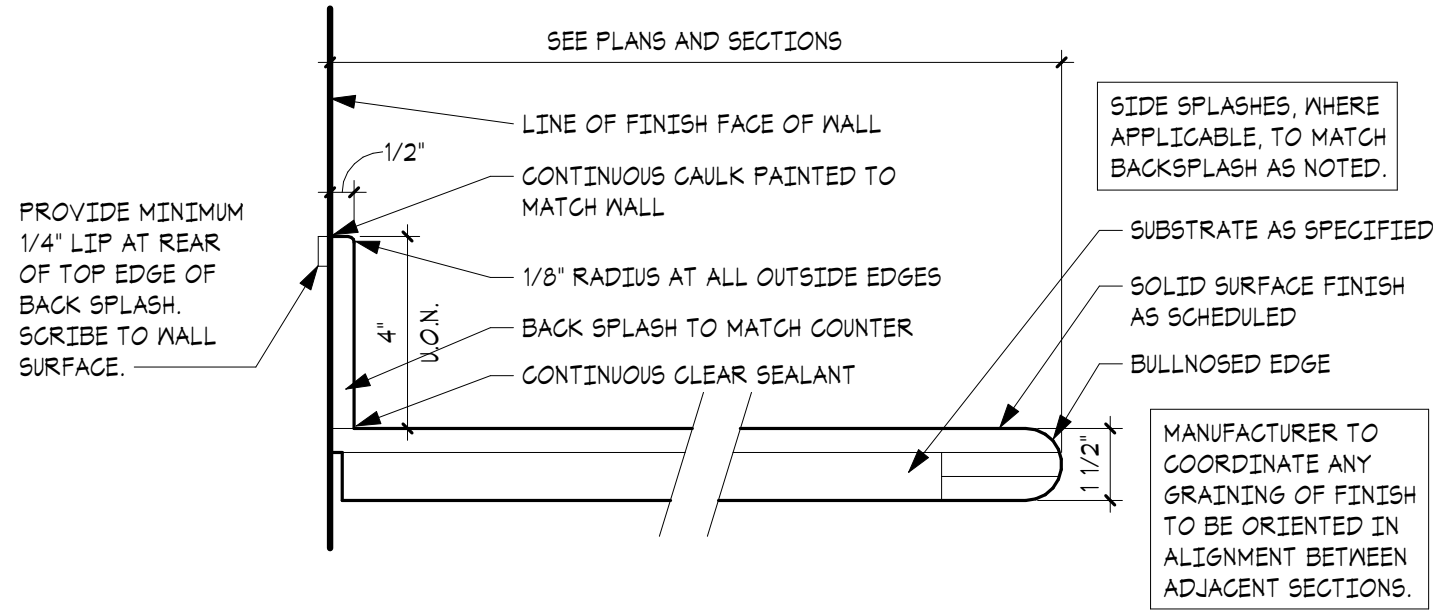 SEE PLANS AND SECTIONS
LINE OF FINISH FACE OF WALL
1/2"
CONTINUOUS CAULK PAINTED TO
MATCH WALL
PROVIDE MINIMUM
1/4" LIP AT REAR
OF TOP EDGE OF
BACK SPLASH.
SCRIBE TO WALL
SURFACE.
1/8" RADIUS AT ALL OUTSIDE EDGES
4"
U.O.N.
BACK SPLASH TO MATCH COUNTER
CONTINUOUS CLEAR SEALANT
SIDE SPLASHES, WHERE
APPLICABLE, TO MATCH
BACKSPLASH AS NOTED.
SUBSTRATE AS SPECIFIED
SOLID SURFACE FINISH
AS SCHEDULED
BULLNOSED EDGE
1 1/2"
MANUFACTURER TO
COORDINATE ANY
GRAINING OF FINISH
TO BE ORIENTED IN
ALIGNMENT BETWEEN
ADJACENT SECTIONS.